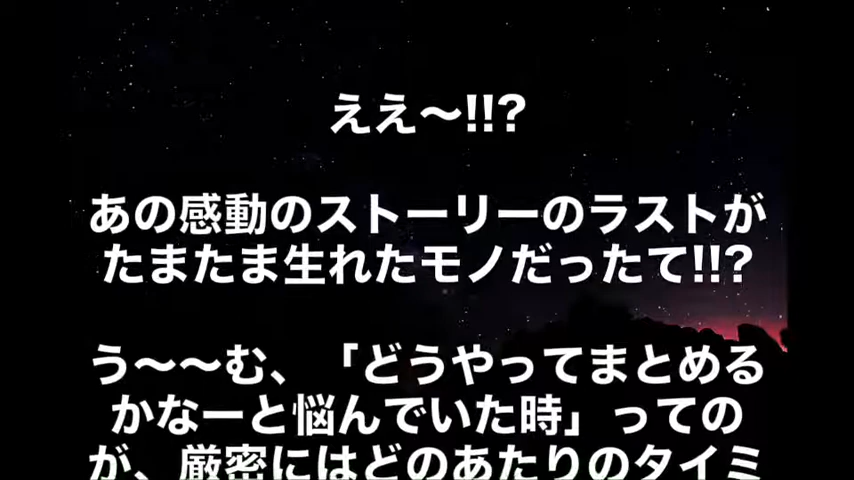 ええ〜!!?
あの感動のストーリーのラストが
たまたま生れたモノだったて!!?
う〜〜む、「どうやってまとめる
かなーと悩んでいた時」っての
が、厳密にはどのあたりのタイミ